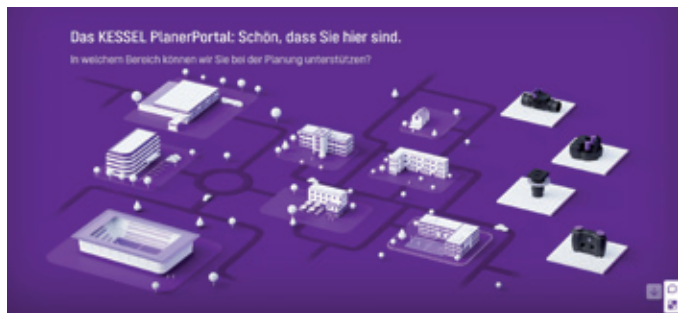 Das KESSEL PlanerPortal: Schön, dass Sie hier sind.
In welchem Bereich können wir Sie bei der Planung unterstützen?